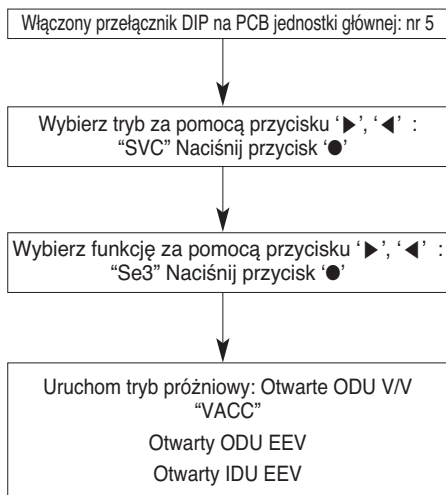 Włączony przełącznik DIP na PCB jednostki głównej: nr 5
Wybierz tryb za pomocą przycisku ‘▶’, ‘◀’ :
“SVC” Naciśnij przycisk ‘●’
Wybierz funkcję za pomocą przycisku ‘▶’, ‘◀’ :
“Se3” Naciśnij przycisk ‘●’
Uruchom tryb próżniowy: Otwarte ODU V/V
“VACC”
Otwarty ODU EEV
Otwarty IDU EEV